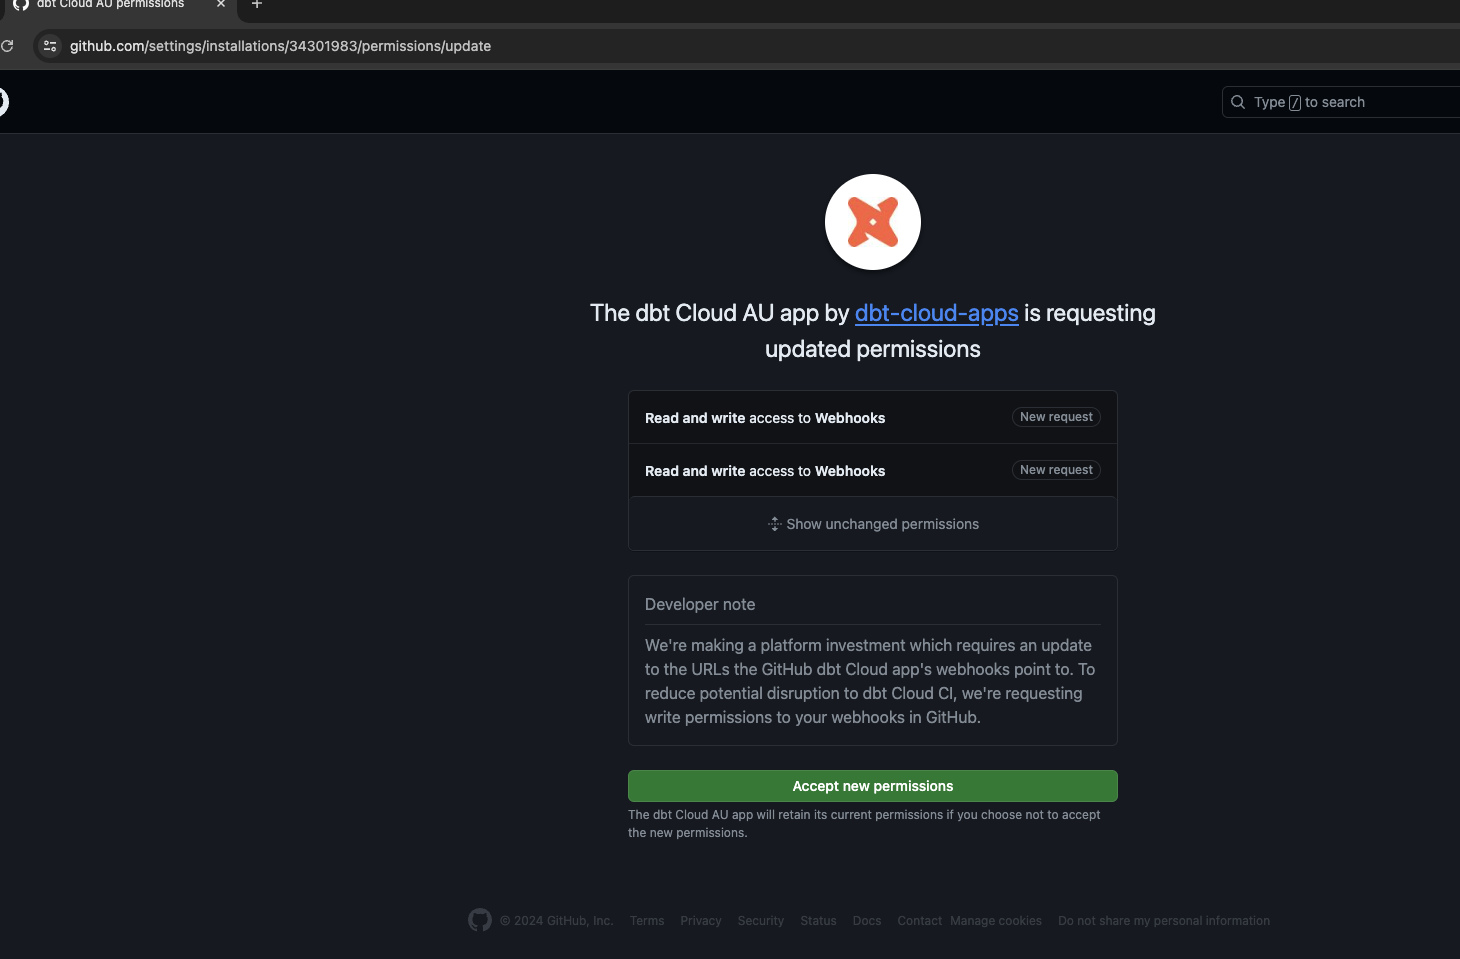 dbt Cloud AU permissions
github.com/settings/installations/34301983/permissions/update
Type / to search
The dbt Cloud AU app by dbt-cloud-apps is requesting
updated permissions
Read and write access to Webhooks
New request
Read and write access to Webhooks
New request
Show unchanged permissions
Developer note
We're making a platform investment which requires an update
to the URLs the GitHub dbt Cloud app's webhooks point to. To
reduce potential disruption to dbt Cloud CI, we're requesting
write permissions to your webhooks in GitHub.
Accept new permissions
The dbt Cloud AU app will retain its current permissions if you choose not to accept
the new permissions.
© 2024 GitHub, Inc. Terms Privacy Security Status Docs Contact Manage cookies Do not share my personal information